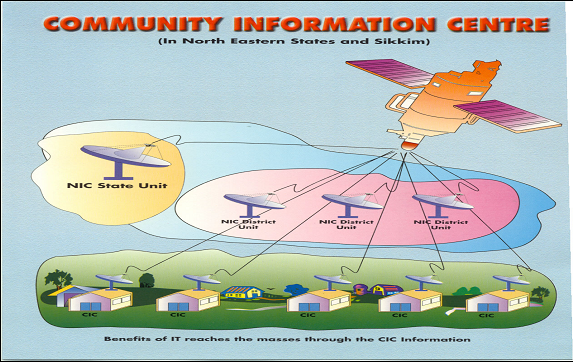 COMMUNITY INFORMATION CENTRE
(In North Eastern States and Sikkim)
NIC State Unit
NIC District
Unit
NIC District
Unit
NIC District
Unit
CIC
CIC
CIC
CIC
CIC
Benefits of IT reaches the masses through the CIC Information